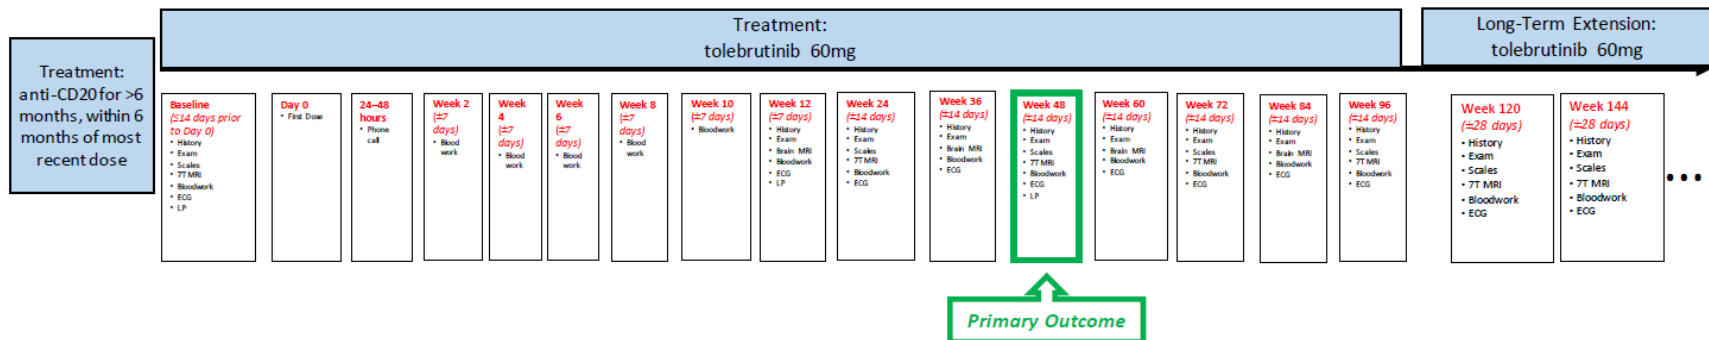 Treatment:
tolebrutinib 60mg
Long-Term Extension:
tolebrutinib 60mg
Treatment:
anti-CD20 for >6
months, within 6
months of most
recent dose
Baseline
(≤14 days prior
to Day 0)
• History
• Exam
• Scales
• 7T MRI
• Bloodwork
• ECG
• LP
Day 0
• First Dose
24–48
hours
• Phone
call
Week 2
(±7
days)
• Blood
work
Week
4
(±7
days)
• Blood
work
Week
6
(±7
days)
• Blood
work
Week 8
(±7
days)
• Blood
work
Week 10
(±7 days)
• Bloodwork
Week 12
(±7 days)
• History
• Exam
• Brain MRI
• Bloodwork
• ECG
• LP
Week 24
(±14 days)
• History
• Exam
• Scales
• 7T MRI
• Bloodwork
• ECG
Week 36
(±14 days)
• History
• Exam
• Brain MRI
• Bloodwork
• ECG
Week 48
(±14 days)
• History
• Exam
• Scales
• 7T MRI
• Bloodwork
• ECG
• LP
Week 60
(±14 days)
• History
• Exam
• Brain MRI
• Bloodwork
• ECG
Week 72
(±14 days)
• History
• Exam
• Scales
• 7T MRI
• Bloodwork
• ECG
Week 84
(±14 days)
• History
• Exam
• Brain MRI
• Bloodwork
• ECG
Week 96
(±14 days)
• History
• Exam
• Scales
• 7T MRI
• Bloodwork
• ECG
Week 120
(±28 days)
• History
• Exam
• Scales
• 7T MRI
• Bloodwork
• ECG
Week 144
(±28 days)
• History
• Exam
• Scales
• 7T MRI
• Bloodwork
• ECG
...
Primary Outcome